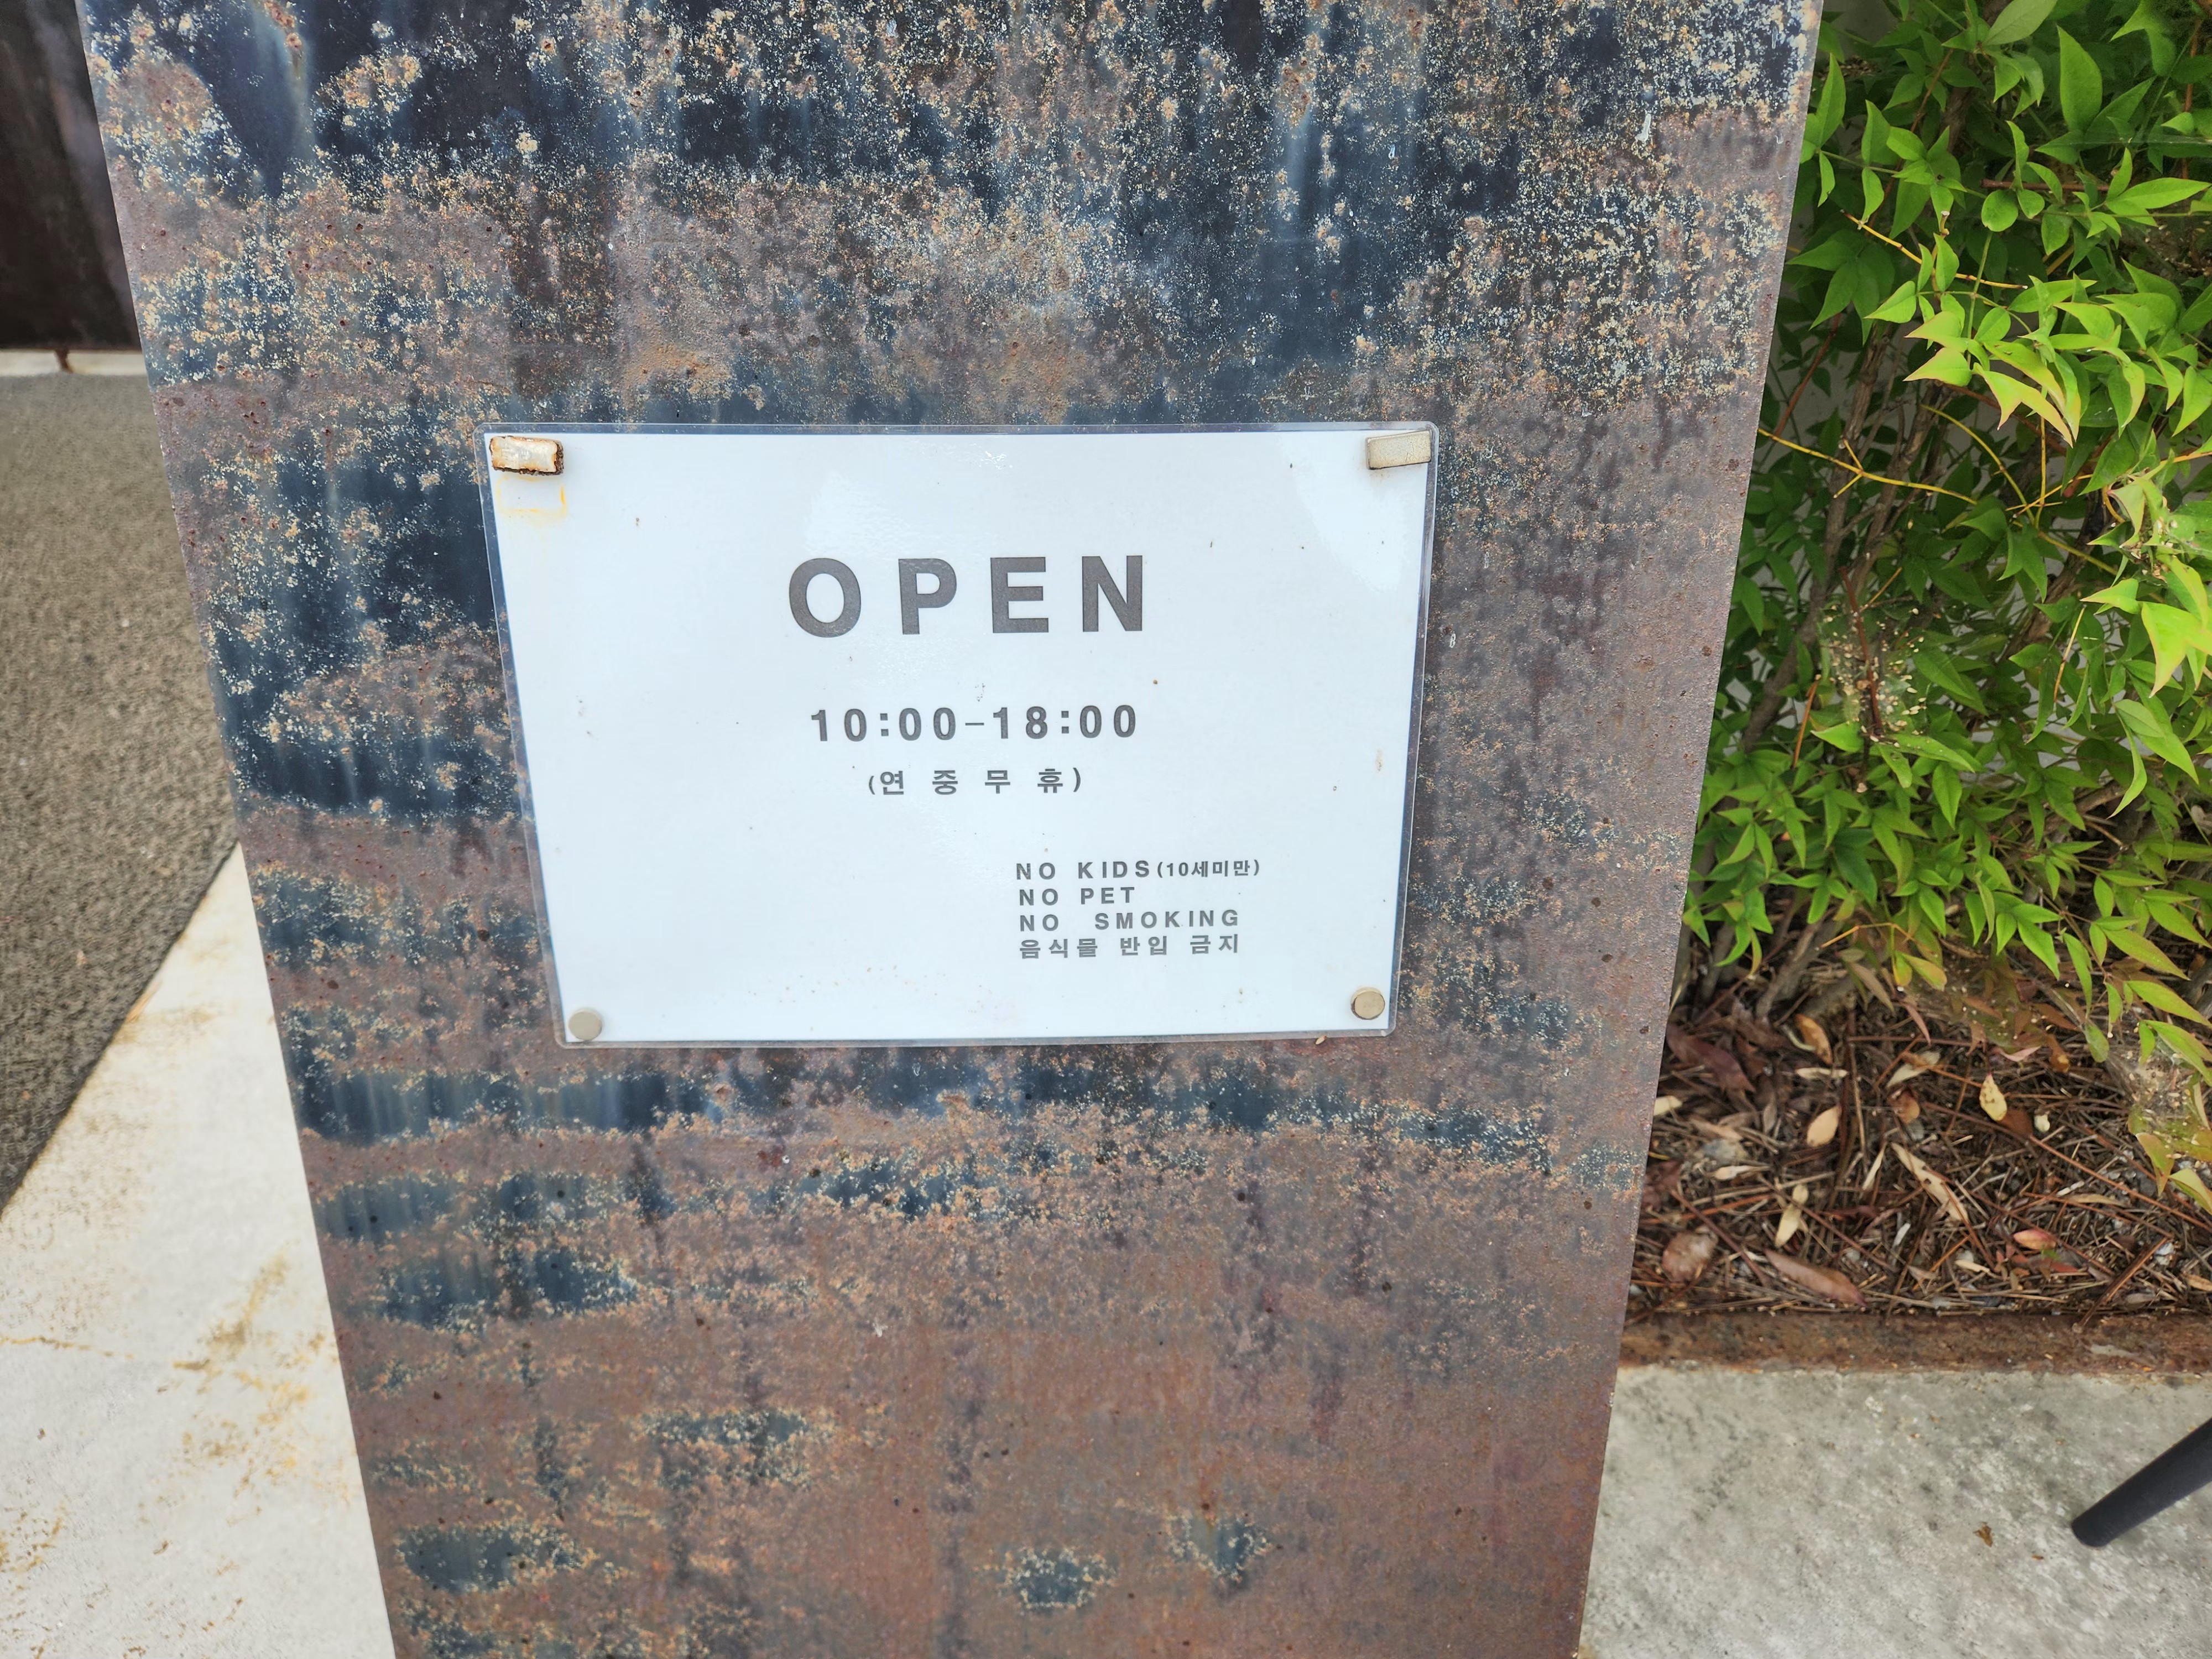 OPEN
10:00-18:00
(연 중 무 휴)
NO KIDS(10세미만)
NO PET
NO SMOKING
음식물 반입 금지